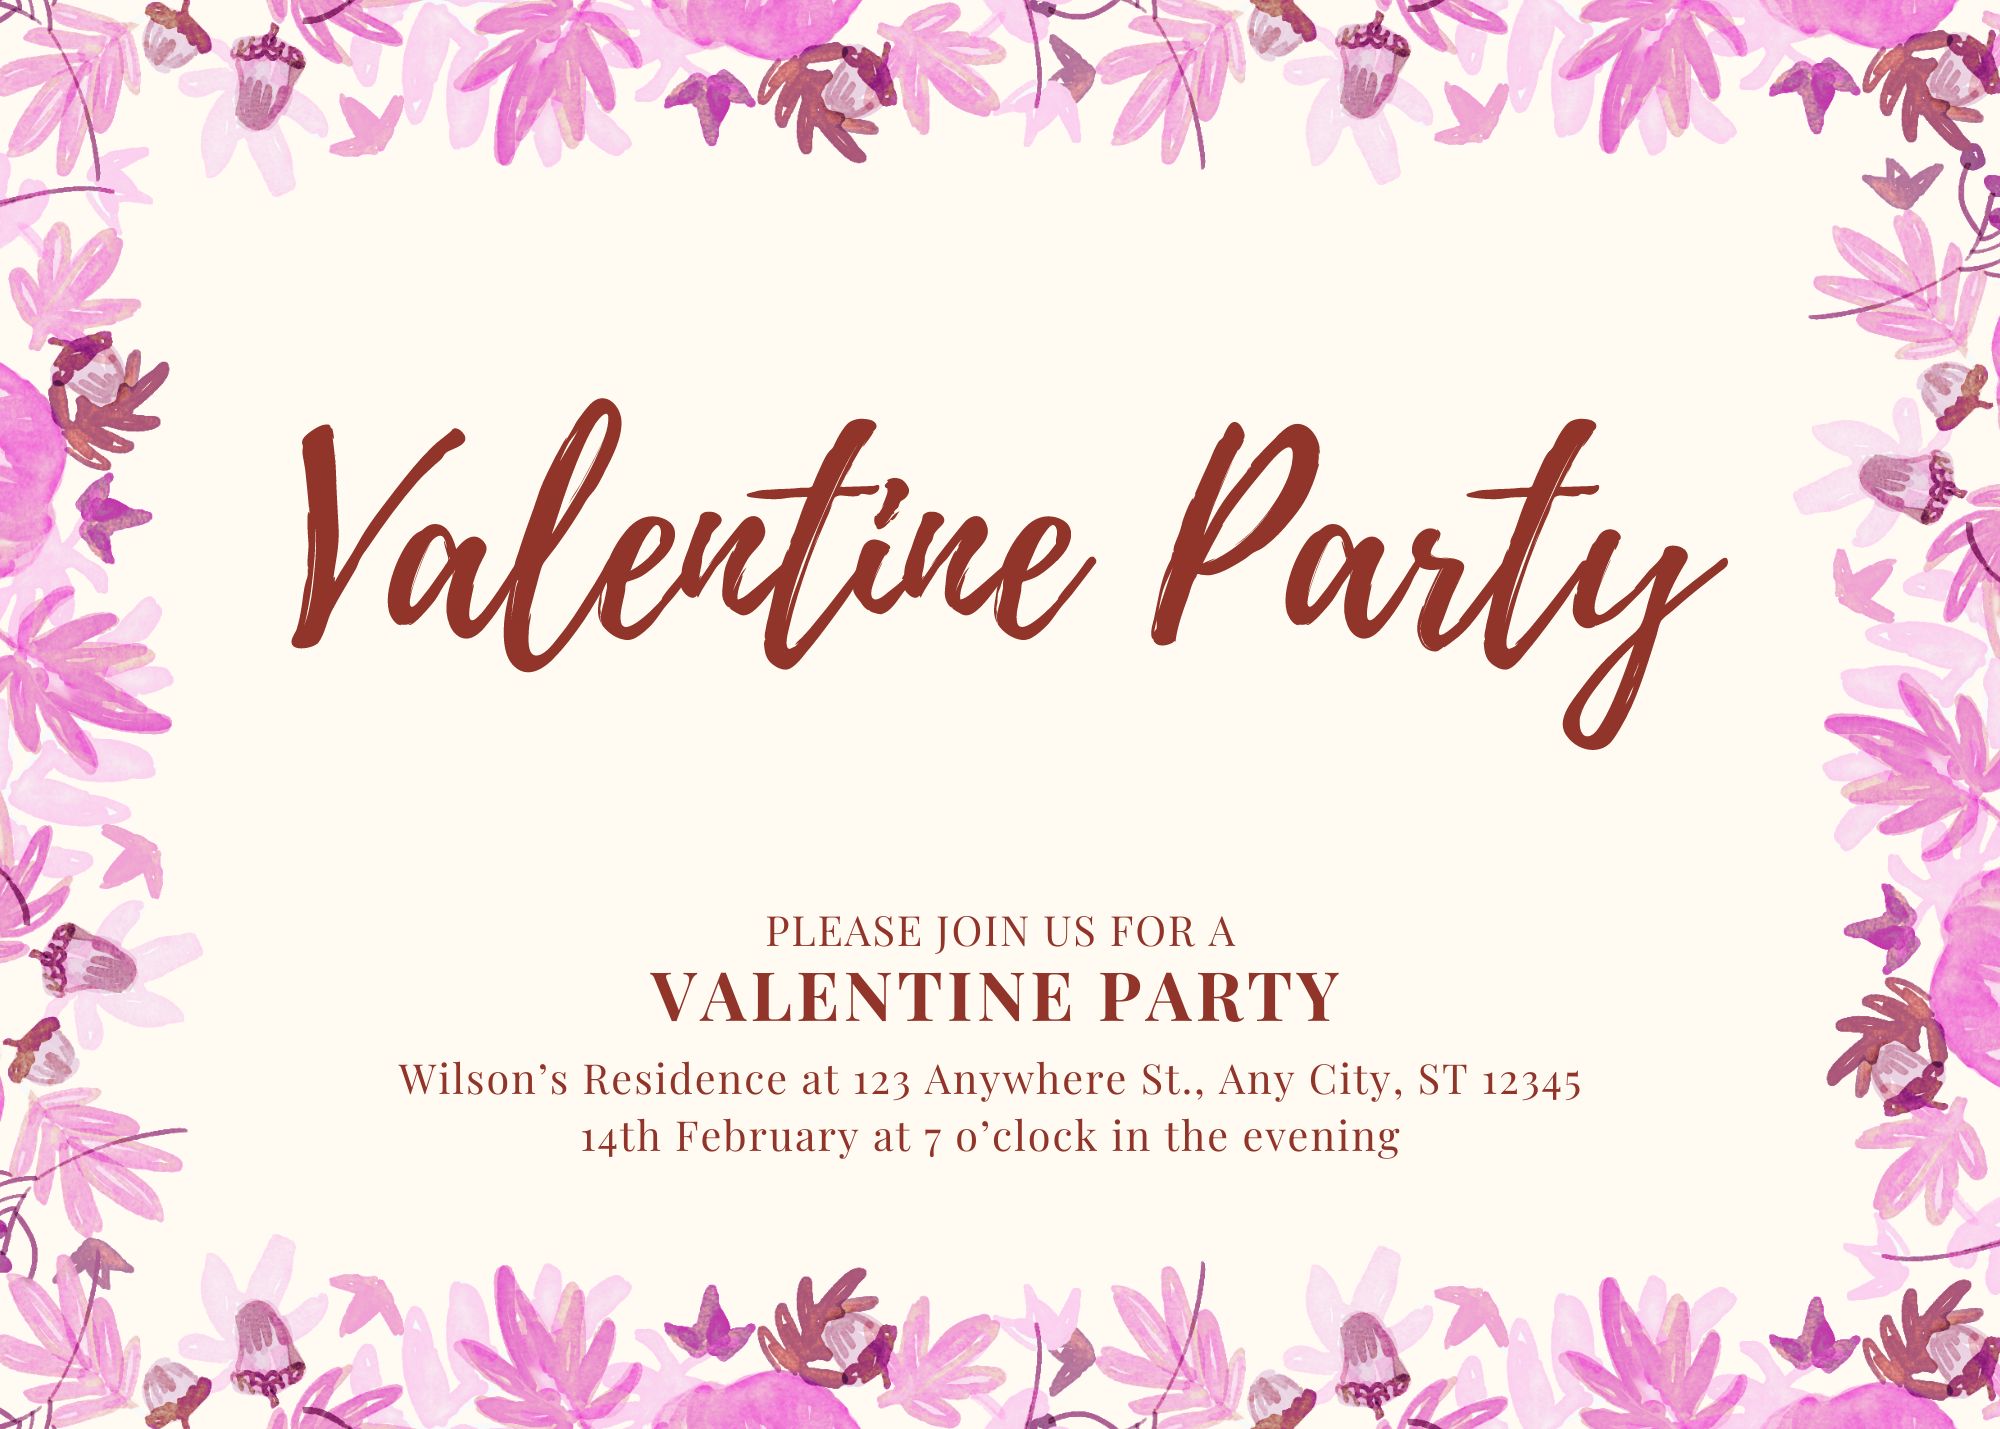 Valentine Party
PLEASE JOIN US FOR A
VALENTINE PARTY
Wilson’s Residence at 123 Anywhere St., Any City, ST 12345
14th February at 7 o’clock in the evening